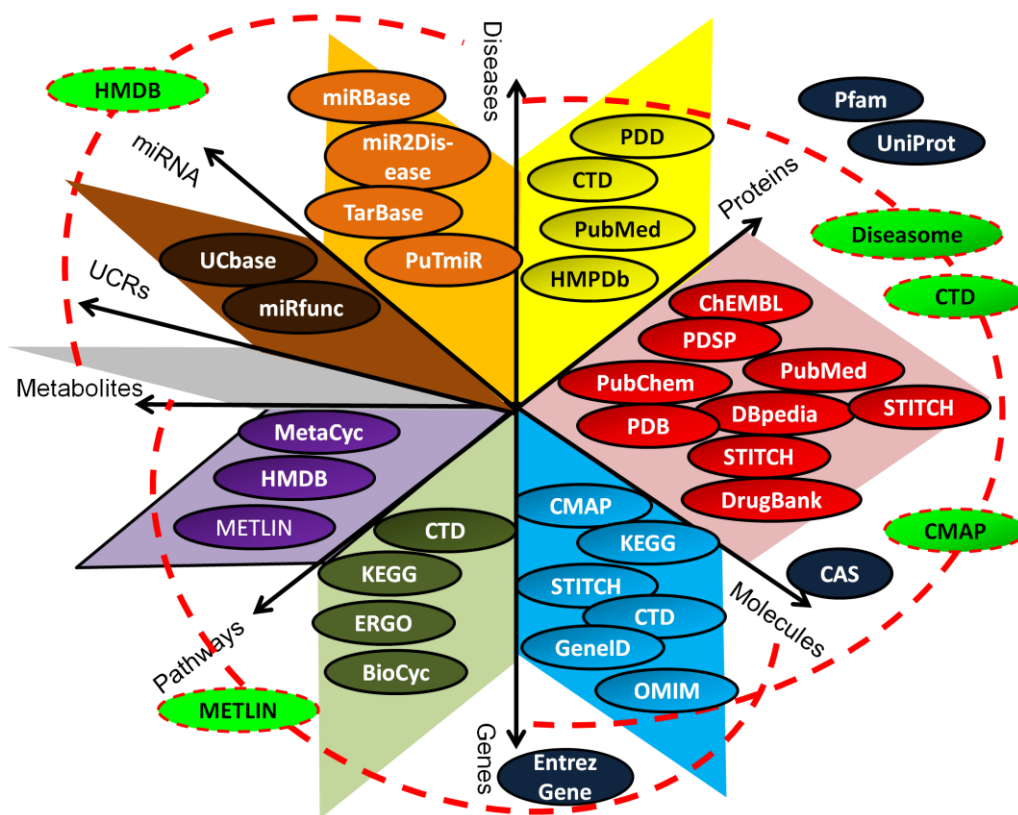 Diseases
HMDB
miRBase
Pfam
miR2Dis-
ease
PDD
UniProt
miRNA
CTD
Proteins
TarBase
PubMed
Diseasome
UCbase
PuTmiR
HMPDb
UCRs
miRfunc
ChEMBL
CTD
PDSP
Metabolites
PubChem
PubMed
DBpedia
STITCH
MetaCyc
PDB
STITCH
HMDB
DrugBank
METLIN
CTD
CMAP
KEGG
CMAP
KEGG
STITCH
CAS
ERGO
CTD
Molecules
Pathways
GeneID
BioCyc
OMIM
METLIN
Genes
Entrez
Gene